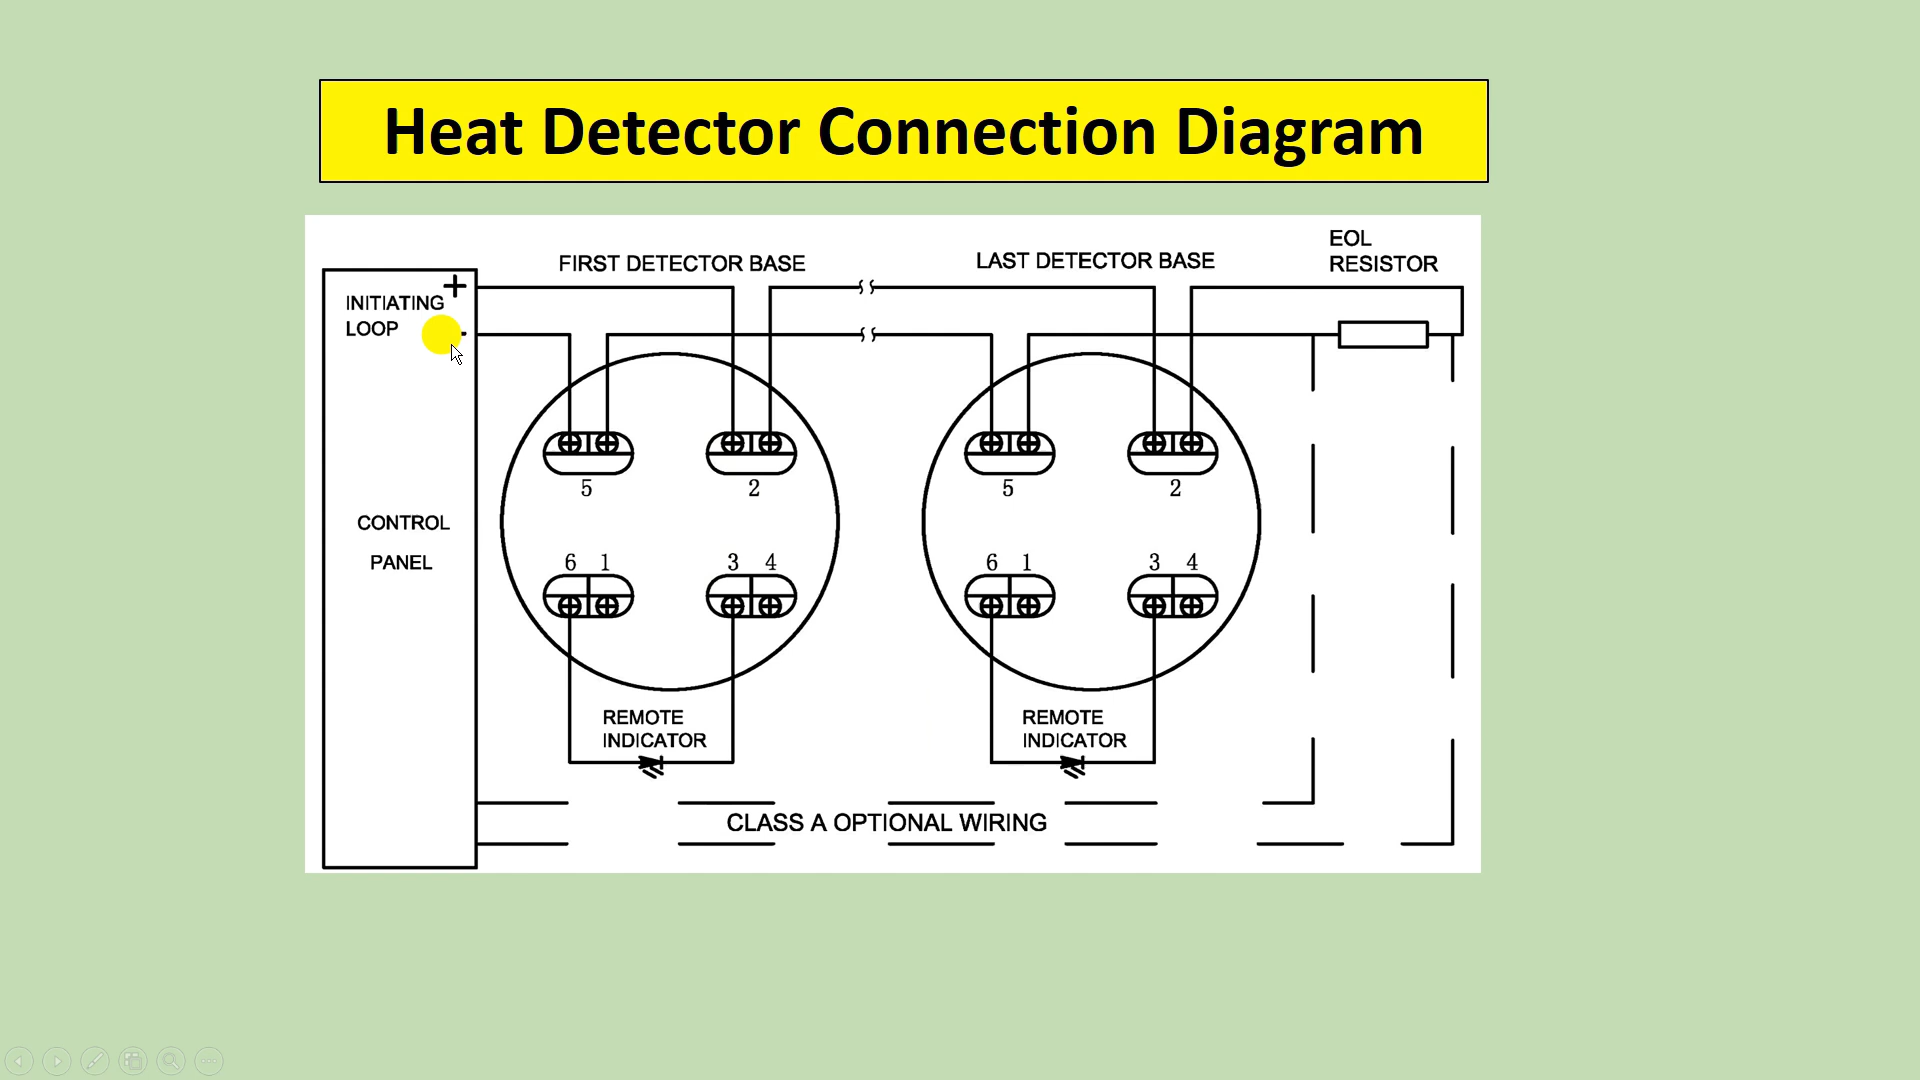 Heat Detector Connection Diagram
EOL
RESISTOR
FIRST DETECTOR BASE
LAST DETECTOR BASE
+
INITIATING
LOOP
-
5
2
5
2
CONTROL
PANEL
6 1
3 4
6 1
3 4
REMOTE
INDICATOR
REMOTE
INDICATOR
CLASS A OPTIONAL WIRING